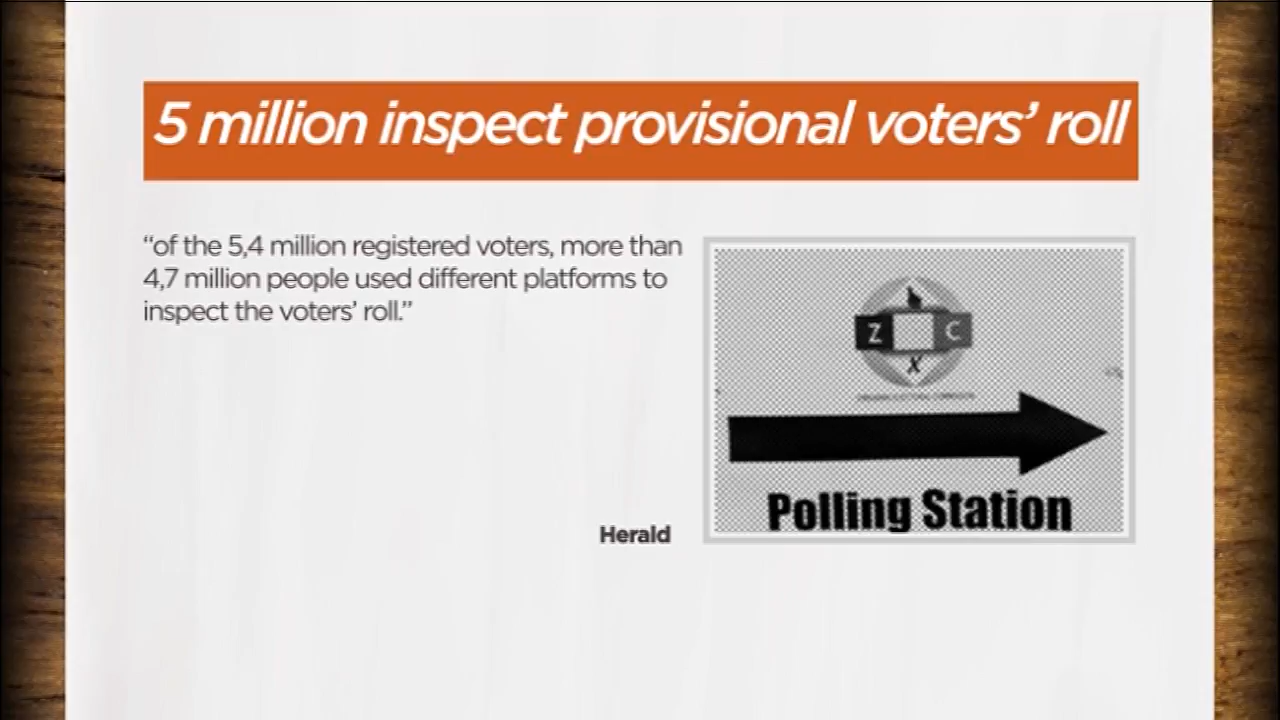 5 million inspect provisional voters’ roll
“of the 5,4 million registered voters, more than
4,7 million people used different platforms to
inspect the voters’ roll.”
Herald
Z C
X
Polling Station